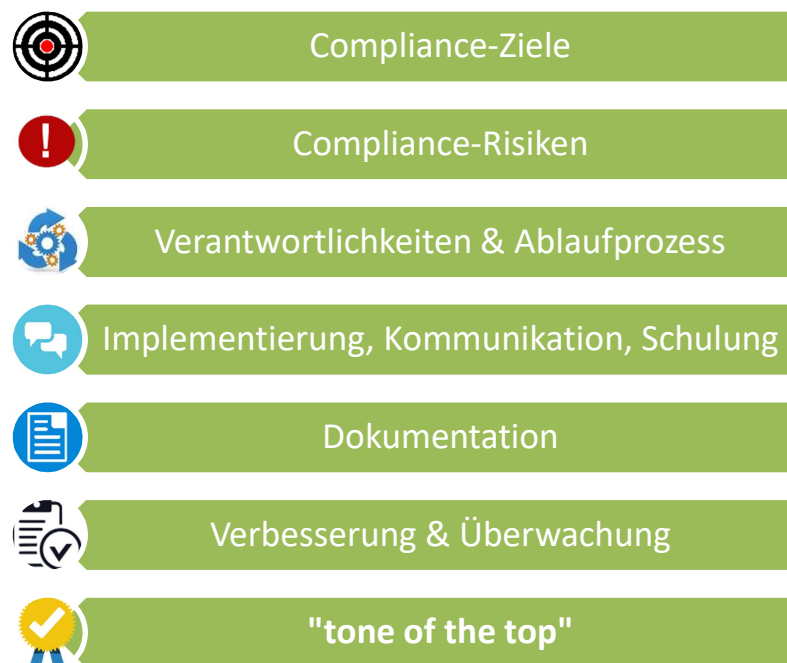 Compliance-Ziele
Compliance-Risiken
Verantwortlichkeiten & Ablaufprozess
Implementierung, Kommunikation, Schulung
Dokumentation
Verbesserung & Überwachung
"tone of the top"